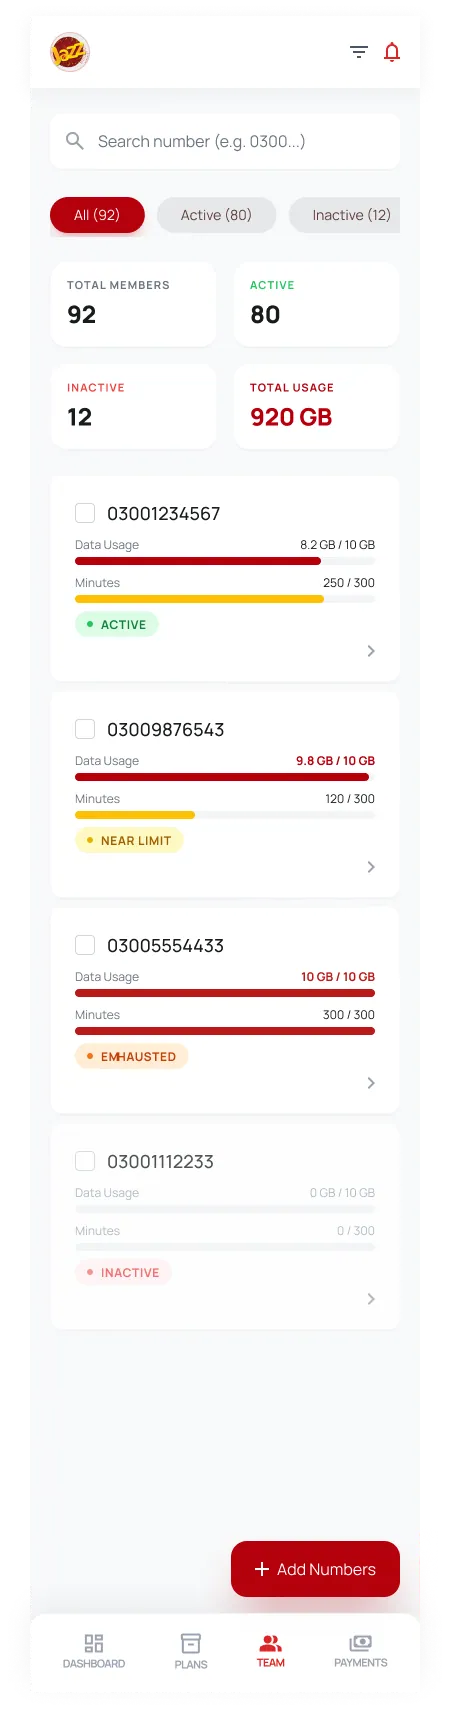 Jazz
Search number (e.g. 0300...)
All (92) Active (80) Inactive (12)
TOTAL MEMBERS
92
ACTIVE
80
INACTIVE
12
TOTAL USAGE
920 GB
03001234567
Data Usage 8.2 GB / 10 GB
Minutes 250 / 300
ACTIVE
03009876543
Data Usage 9.8 GB / 10 GB
Minutes 120 / 300
NEAR LIMIT
03005554433
Data Usage 10 GB / 10 GB
Minutes 300 / 300
EMHAUSTED
03001112233
Data Usage 0 GB / 10 GB
Minutes 0 / 300
INACTIVE
+ Add Numbers
DASHBOARD PLANS TEAM PAYMENTS